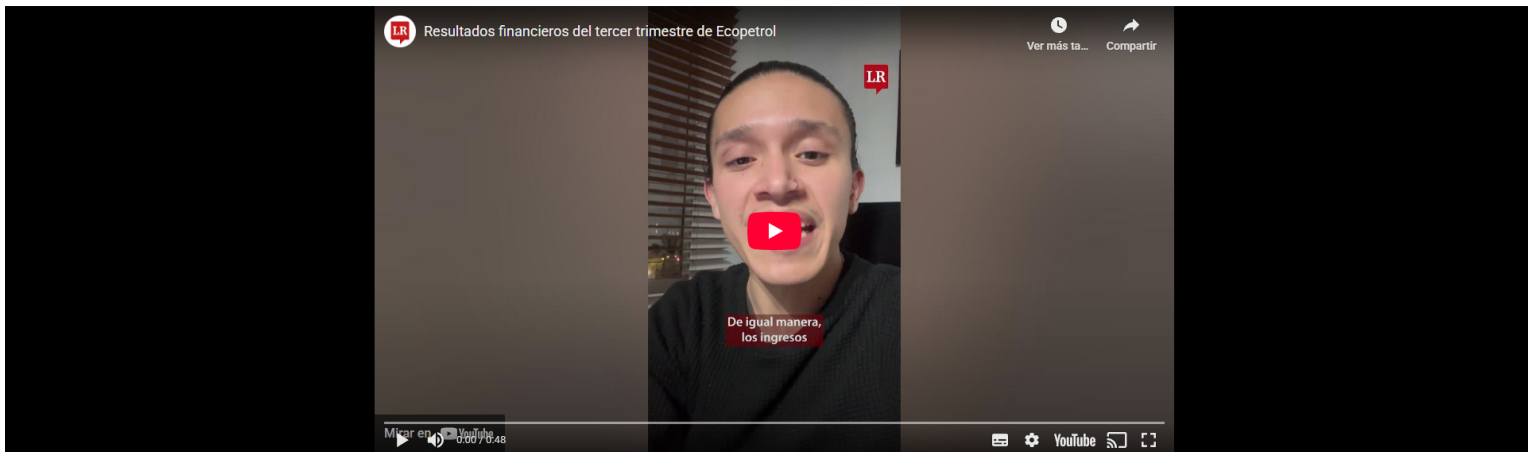 LR
Resultados financieros del tercer trimestre de Ecopetrol
Ver más ta...
Compartir
LR
De igual manera,
los ingresos
Mirar en YouTube
0:00 / 0:48
YouTube